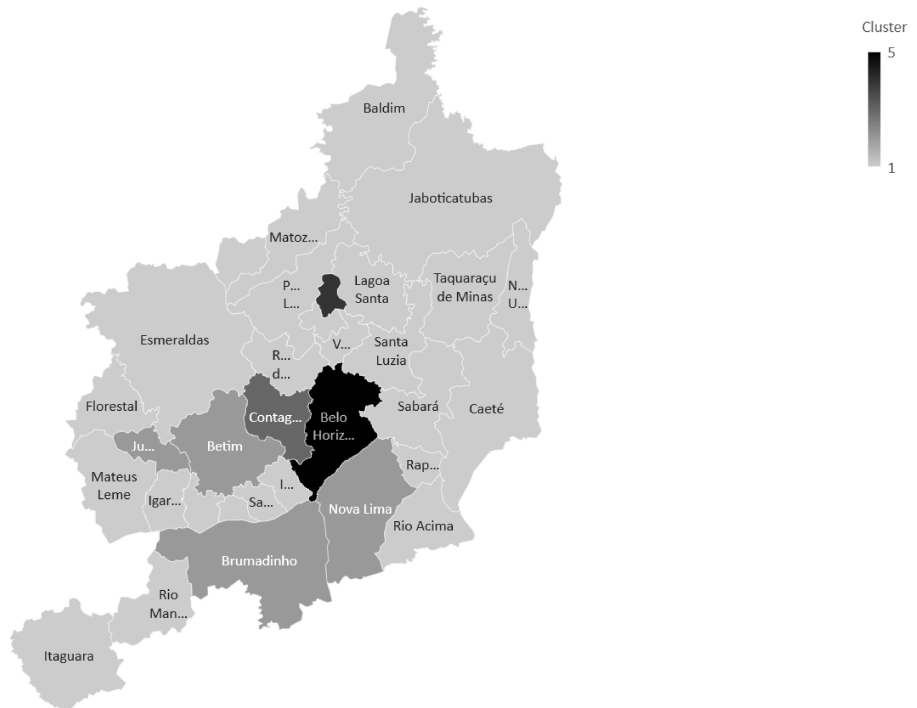 Cluster
5
1
Baldim
Jaboticatubas
Matoz...
P...
L...
Lagoa
Santa
Taquaraçu
de Minas
N...
U...
Esmeraldas
V...
Santa
Luzia
R...
d...
Florestal
Contag...
Belo
Horiz...
Sabará
Caeté
Ju...
Betim
Rap...
Mateus
Leme
I...
Igar...
Sa...
Nova Lima
Rio Acima
Brumadinho
Rio
Man...
Itaguara